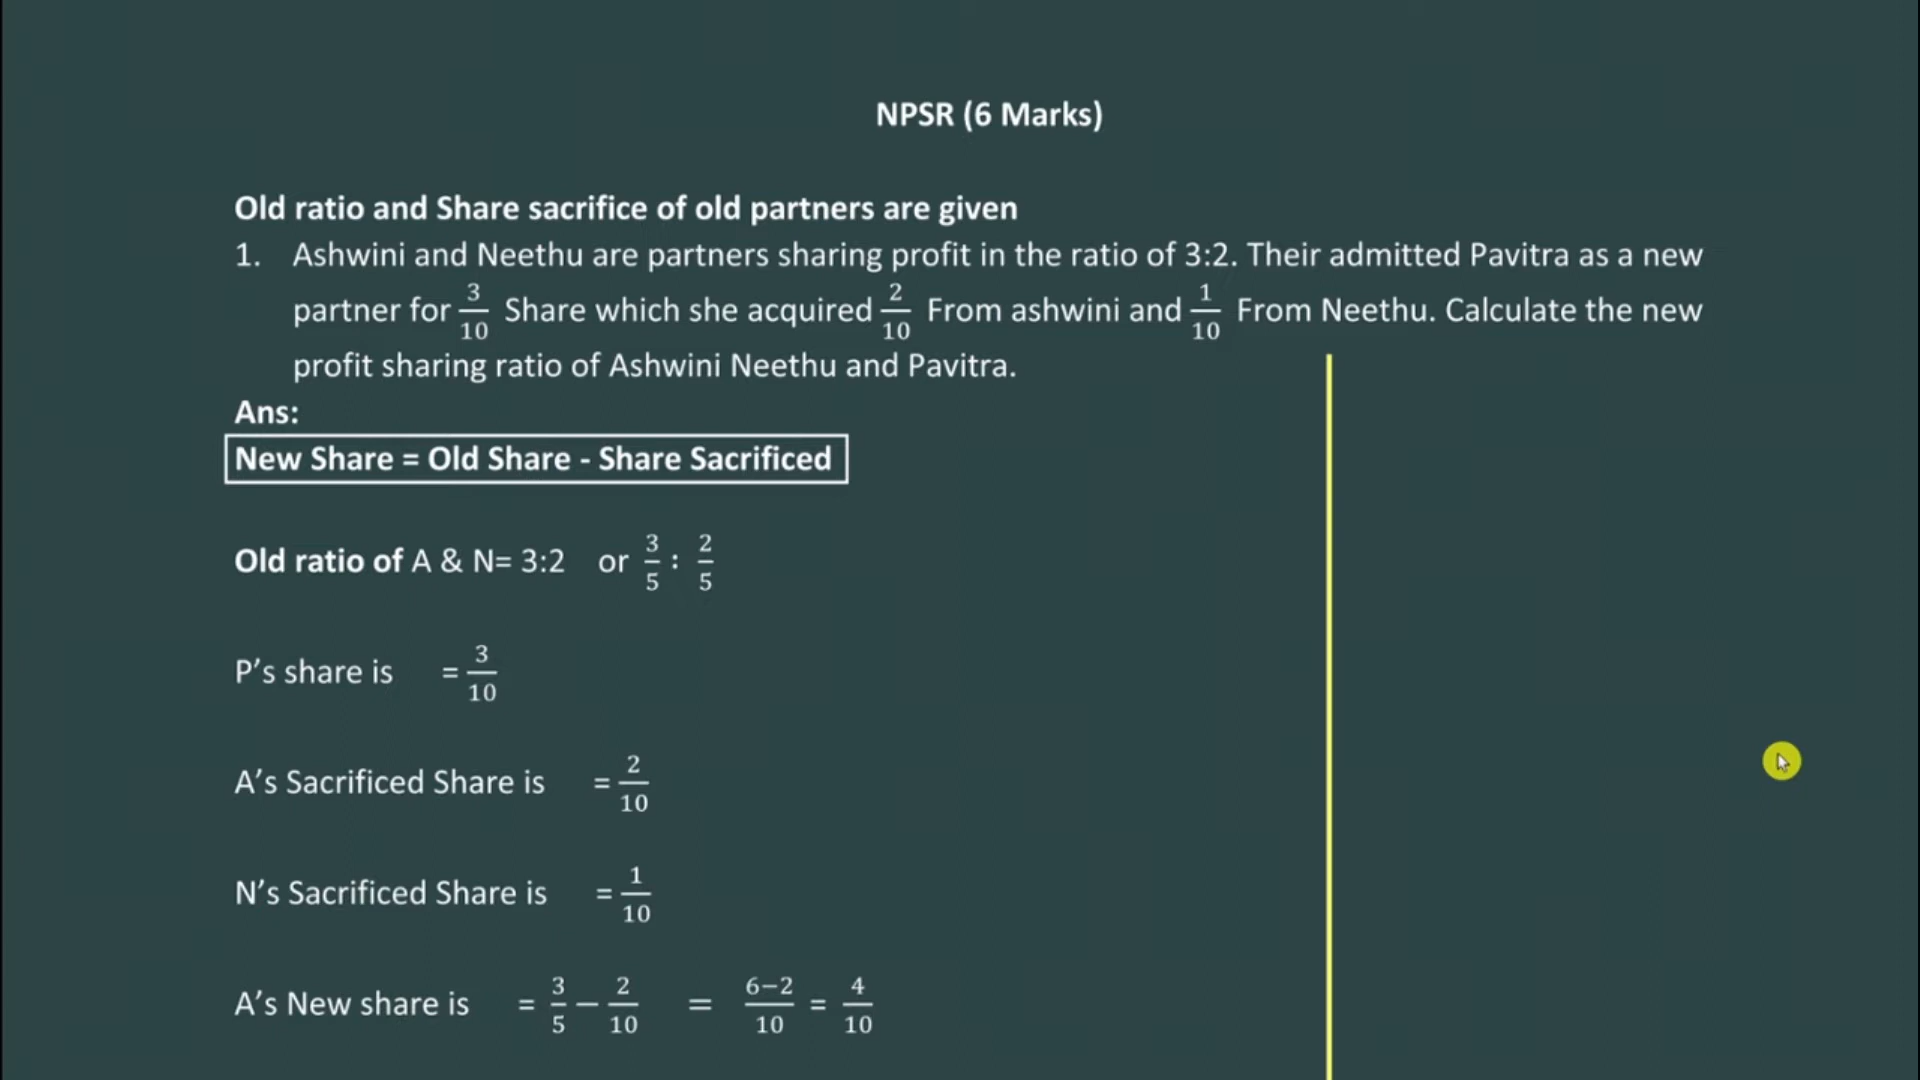 NPSR (6 Marks)
Old ratio and Share sacrifice of old partners are given
1. Ashwini and Neethu are partners sharing profit in the ratio of 3:2. Their admitted Pavitra as a new
partner for 3/10 Share which she acquired 2/10 From ashwini and 1/10 From Neethu. Calculate the new
profit sharing ratio of Ashwini Neethu and Pavitra.
Ans:
New Share = Old Share - Share Sacrificed
Old ratio of A & N= 3:2 or 3/5 : 2/5
P’s share is = 3/10
A’s Sacrificed Share is = 2/10
N’s Sacrificed Share is = 1/10
A’s New share is = 3/5 − 2/10 = 6−2/10 = 4/10